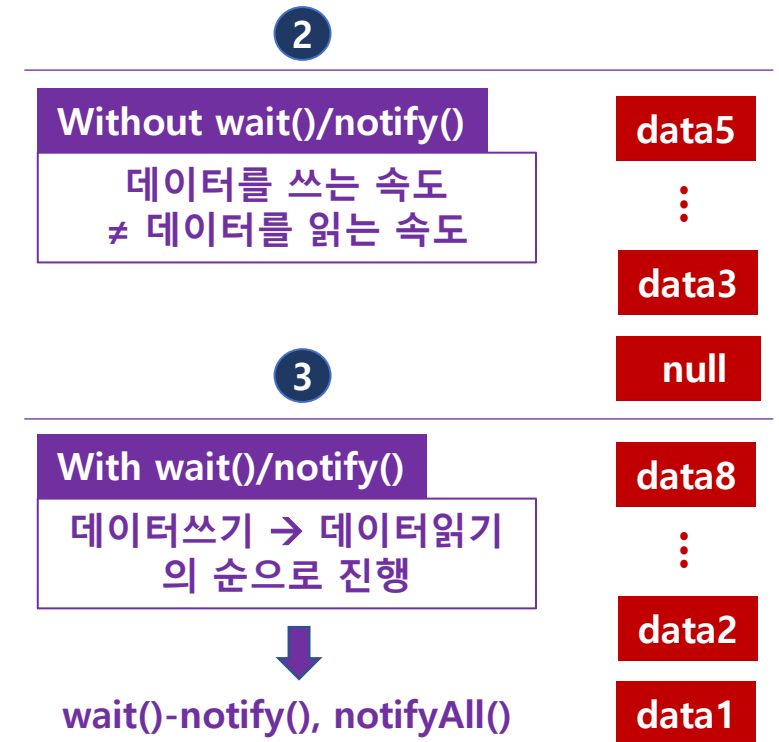 2
Without wait()/notify()
데이터를 쓰는 속도
≠ 데이터를 읽는 속도
data5
⋮
data3
null
3
With wait()/notify()
데이터쓰기 → 데이터읽기
의 순으로 진행
wait()-notify(), notifyAll()
data8
⋮
data2
data1